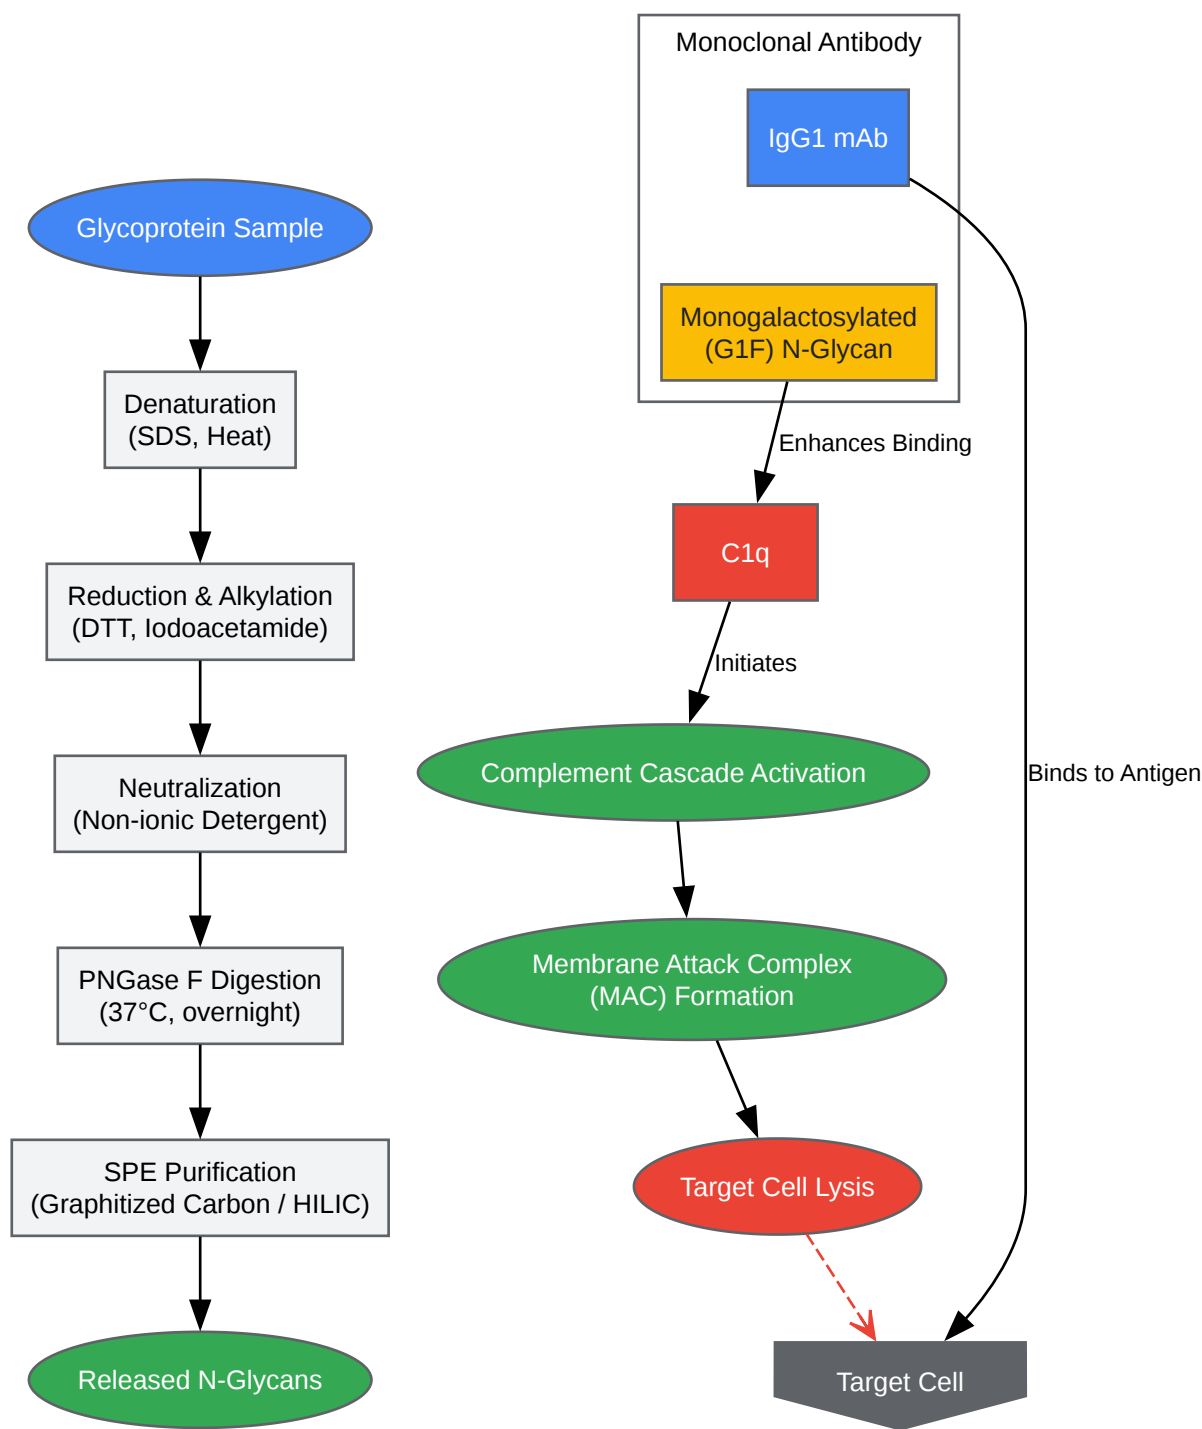 Glycoprotein Sample
Denaturation
(SDS, Heat)
Reduction & Alkylation
(DTT, Iodoacetamide)
Neutralization
(Non-ionic Detergent)
PNGase F Digestion
(37°C, overnight)
SPE Purification
(Graphitized Carbon / HILIC)
Released N-Glycans
Monoclonal Antibody
IgG1 mAb
Monogalactosylated
(G1F) N-Glycan
Enhances Binding
C1q
Initiates
Complement Cascade Activation
Binds to Antigen
Membrane Attack Complex
(MAC) Formation
Target Cell Lysis
Target Cell